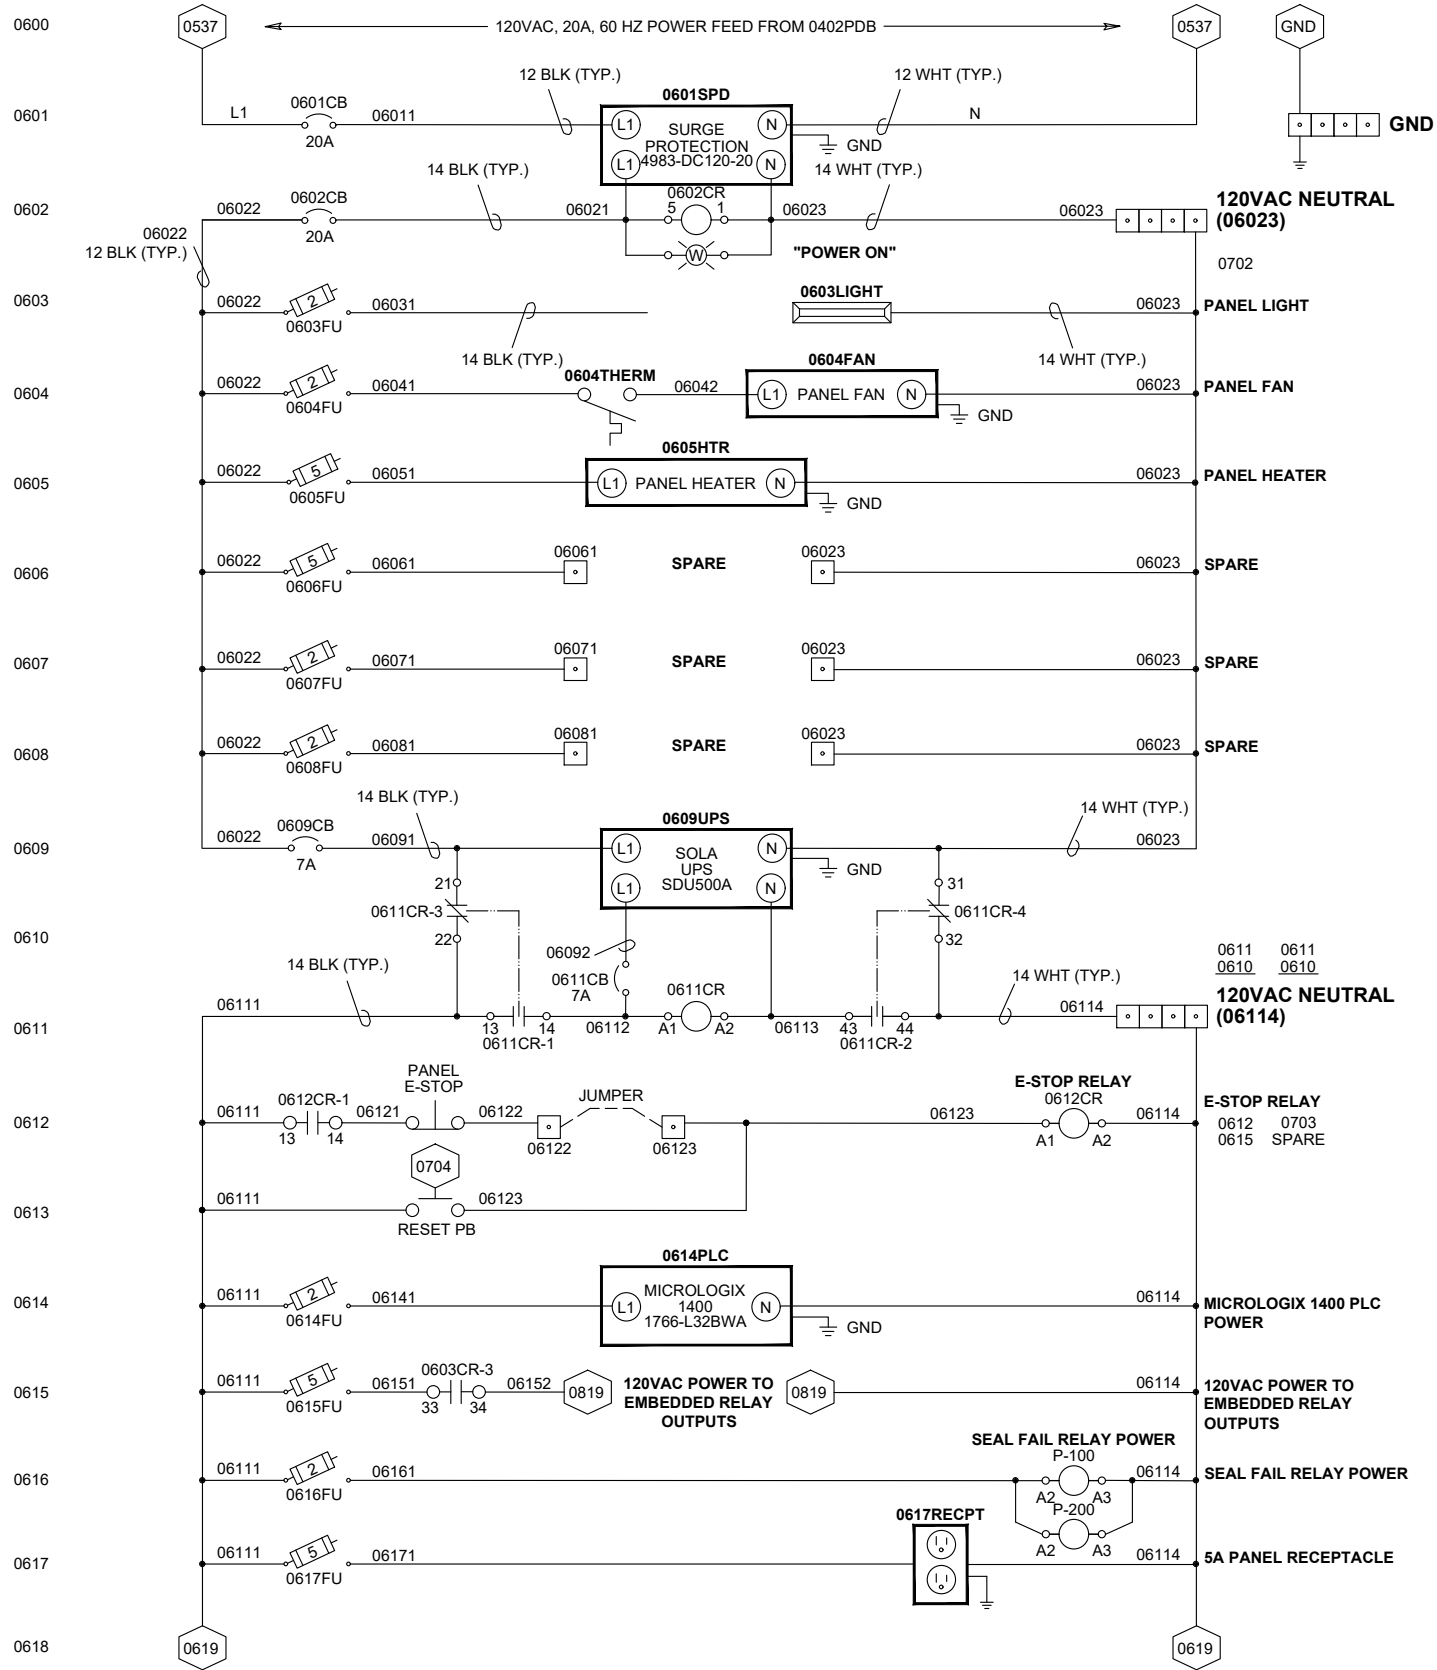 0600
0537
120VAC, 20A, 60 HZ POWER FEED FROM 0402PDB
0537
GND
12 BLK (TYP.)
12 WHT (TYP.)
0601SPD
0601
L1
0601CB
20A
06011
L1
SURGE
PROTECTION
4983-DC120-20
N
L1
N
GND
N
GND
14 BLK (TYP.)
14 WHT (TYP.)
0602
06022
0602CB
20A
06021
0602CR
5
1
06023
06023
120VAC NEUTRAL
(06023)
06022
12 BLK (TYP.)
W
"POWER ON"
0702
0603
06022
2
0603FU
06031
0603LIGHT
06023
PANEL LIGHT
14 BLK (TYP.)
14 WHT (TYP.)
0604
06022
2
0604FU
06041
0604THERM
06042
0604FAN
L1
PANEL FAN
N
GND
06023
PANEL FAN
0605
06022
5
0605FU
06051
0605HTR
L1
PANEL HEATER
N
GND
06023
PANEL HEATER
0606
06022
5
0606FU
06061
06061
SPARE
06023
06023
SPARE
0607
06022
2
0607FU
06071
06071
SPARE
06023
06023
SPARE
0608
06022
2
0608FU
06081
06081
SPARE
06023
06023
SPARE
14 BLK (TYP.)
14 WHT (TYP.)
0609
06022
0609CB
7A
06091
0609UPS
L1
SOLA
UPS
SDU500A
N
L1
N
GND
06023
21
0611CR-3
22
31
0611CR-4
32
0610
06092
0611CB
7A
0611 0611
0610 0610
14 BLK (TYP.)
14 WHT (TYP.)
0611
06111
13
14
0611CR-1
06112
0611CR
A1
A2
06113
43
44
0611CR-2
06114
120VAC NEUTRAL
(06114)
0612
06111
0612CR-1
13
14
06121
PANEL
E-STOP
06122
06122
JUMPER
06123
06123
E-STOP RELAY
0612CR
A1
A2
06114
E-STOP RELAY
0612 0703
0615 SPARE
0704
0613
06111
RESET PB
06123
0614
06111
2
0614FU
06141
0614PLC
L1
MICROLOGIX
1400
1766-L32BWA
N
GND
06114
MICROLOGIX 1400 PLC
POWER
0615
06111
5
0615FU
06151
0603CR-3
33
34
06152
0819
120VAC POWER TO
EMBEDDED RELAY
OUTPUTS
0819
06114
120VAC POWER TO
EMBEDDED RELAY
OUTPUTS
0616
06111
2
0616FU
06161
SEAL FAIL RELAY POWER
P-100
A2
A3
P-200
A2
A3
06114
SEAL FAIL RELAY POWER
0617
06111
5
0617FU
06171
0617RECPT
06114
5A PANEL RECEPTACLE
0618
0619
0619